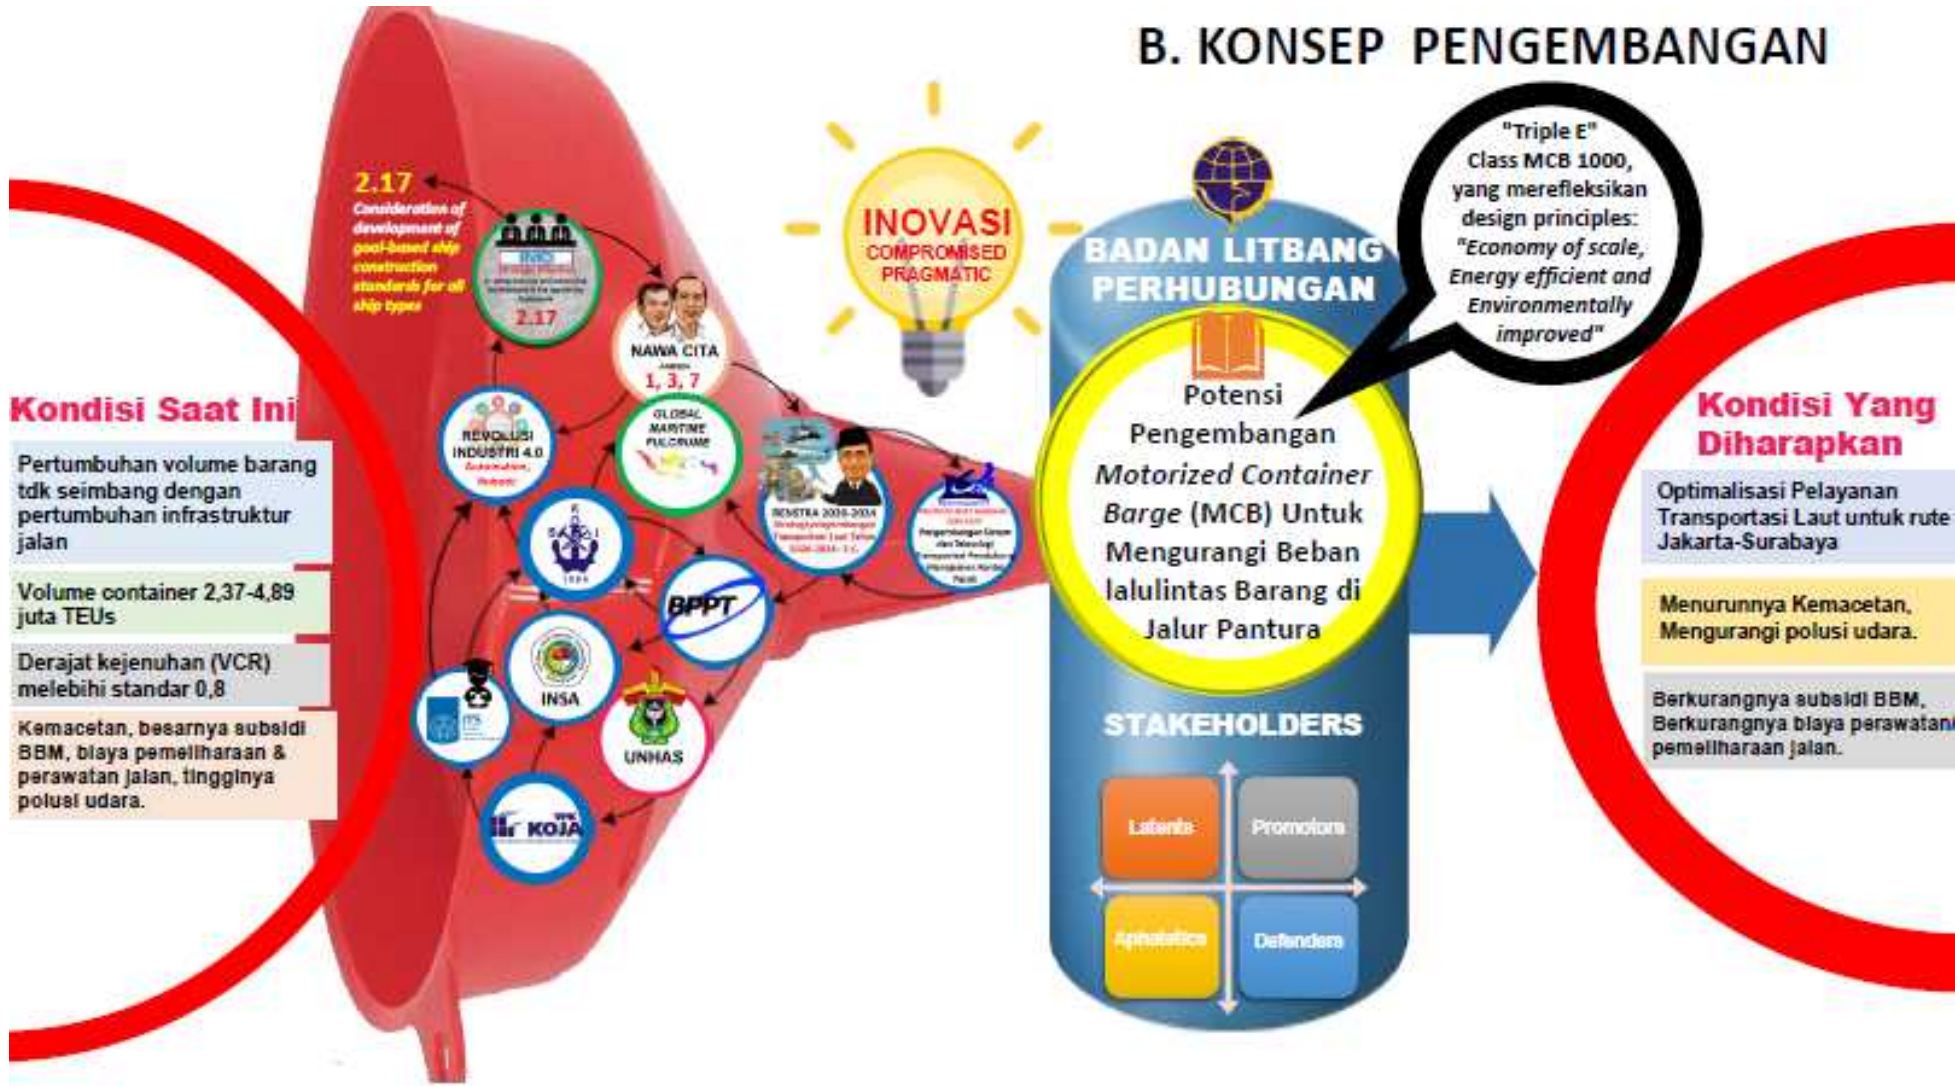 B. KONSEP PENGEMBANGAN
Kondisi Saat Ini
Pertumbuhan volume barang
tdk seimbang dengan
pertumbuhan infrastruktur
jalan
Volume container 2,37-4,89
juta TEUs
Derajat kejenuhan (VCR)
melebihi standar 0,8
Kemacetan, besarnya subsidi
BBM, biaya pemeliharaan &
perawatan jalan, tingginya
polusi udara.
2.17
Consideration of
development of
goal-based ship
construction
standards for all
ship types
2.17
NAWA CITA
1, 3, 7
REVOLUSI
INDUSTRI 4.0
GLOBAL
MARITIME
FULCRUME
RENSTRA 2020-2024
BPPT
INSA
ITS
UNHAS
TPK
KOJA
INOVASI
COMPROMISED
PRAGMATIC
BADAN LITBANG
PERHUBUNGAN
Potensi
Pengembangan
Motorized Container
Barge (MCB) Untuk
Mengurangi Beban
lalulintas Barang di
Jalur Pantura
"Triple E"
Class MCB 1000,
yang merefleksikan
design principles:
"Economy of scale,
Energy efficient and
Environmentally
improved"
STAKEHOLDERS
Latents
Promotors
Aphatetics
Defenders
Kondisi Yang
Diharapkan
Optimalisasi Pelayanan
Transportasi Laut untuk rute
Jakarta-Surabaya
Menurunnya Kemacetan,
Mengurangi polusi udara.
Berkurangnya subsidi BBM,
Berkurangnya biaya perawatan/
pemeliharaan jalan.